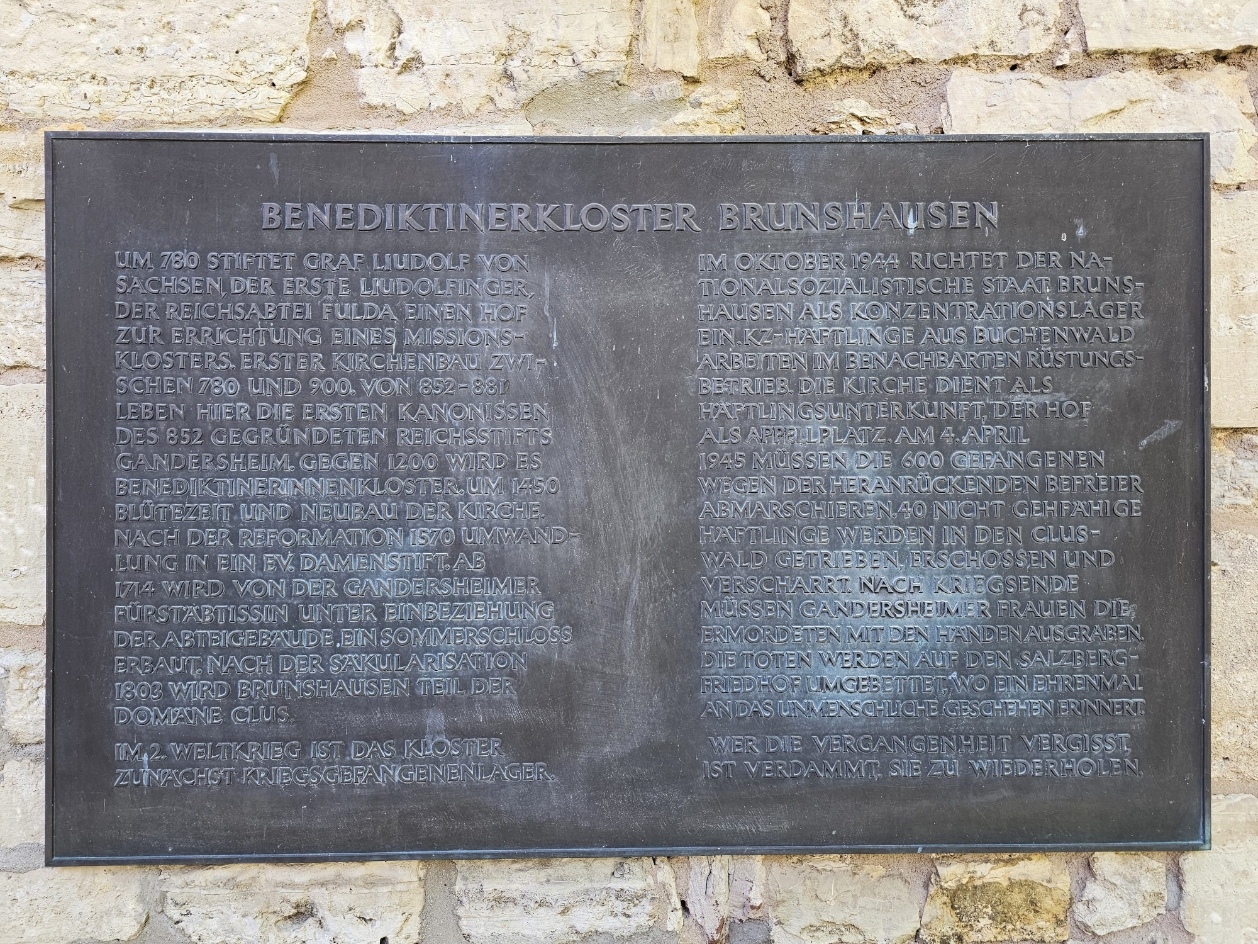 BENEDIKTINERKLOSTER BRUNSHAUSEN
UM 780 STIFTET GRAF LIUDOLF VON
SACHSEN, DER ERSTE LIUDOLFINGER,
DER REICHSABTEI FULDA EINEN HOF
ZUR ERRICHTUNG EINES MISSIONS-
KLOSTERS. ERSTER KIRCHENBAU ZWI-
SCHEN 780 UND 900. VON 852-881
LEBEN HIER DIE ERSTEN KANONISSEN
DES 852 GEGRÜNDETEN REICHSSTIFTS
GANDERSHEIM. GEGEN 1200 WIRD ES
BENEDIKTINERINNENKLOSTER. UM 1450
BLÜTEZEIT UND NEUBAU DER KIRCHE.
NACH DER REFORMATION 1570 UMWAND-
LUNG IN EIN EV. DAMENSTIFT. AB
1714 WIRD VON DER GANDERSHEIMER
FÜRSTÄBTISSIN UNTER EINBEZIEHUNG
DER ABTEIGEBÄUDE EIN SOMMERSCHLOSS
ERBAUT. NACH DER SÄKULARISATION
1803 WIRD BRUNSHAUSEN TEIL DER
DOMÄNE CLUS.
IM 2. WELTKRIEG IST DAS KLOSTER
ZUNÄCHST KRIEGSGEFANGENENLAGER.
IM OKTOBER 1944 RICHTET DER NA-
TIONALSOZIALISTISCHE STAAT BRUNS-
HAUSEN ALS KONZENTRATIONSLAGER
EIN. KZ-HÄFTLINGE AUS BUCHENWALD
ARBEITEN IM BENACHBARTEN RÜSTUNGS-
BETRIEB. DIE KIRCHE DIENT ALS
HÄFTLINGSUNTERKUNFT, DER HOF
ALS APPELLPLATZ. AM 4. APRIL
1945 MÜSSEN DIE 600 GEFANGENEN
WEGEN DER HERANRÜCKENDEN BEFREIER
ABMARSCHIEREN. 40 NICHT GEHFÄHIGE
HÄFTLINGE WERDEN IN DEN CLUS-
WALD GETRIEBEN, ERSCHOSSEN UND
VERSCHARRT. NACH KRIEGSENDE
MÜSSEN GANDERSHEIMER FRAUEN DIE
ERMORDETEN MIT DEN HÄNDEN AUSGRABEN.
DIE TOTEN WERDEN AUF DEN SALZBERG-
FRIEDHOF UMGEBETTET, WO EIN EHRENMAL
AN DAS UNMENSCHLICHE GESCHEHEN ERINNERT.
WER DIE VERGANGENHEIT VERGISST,
IST VERDAMMT, SIE ZU WIEDERHOLEN.